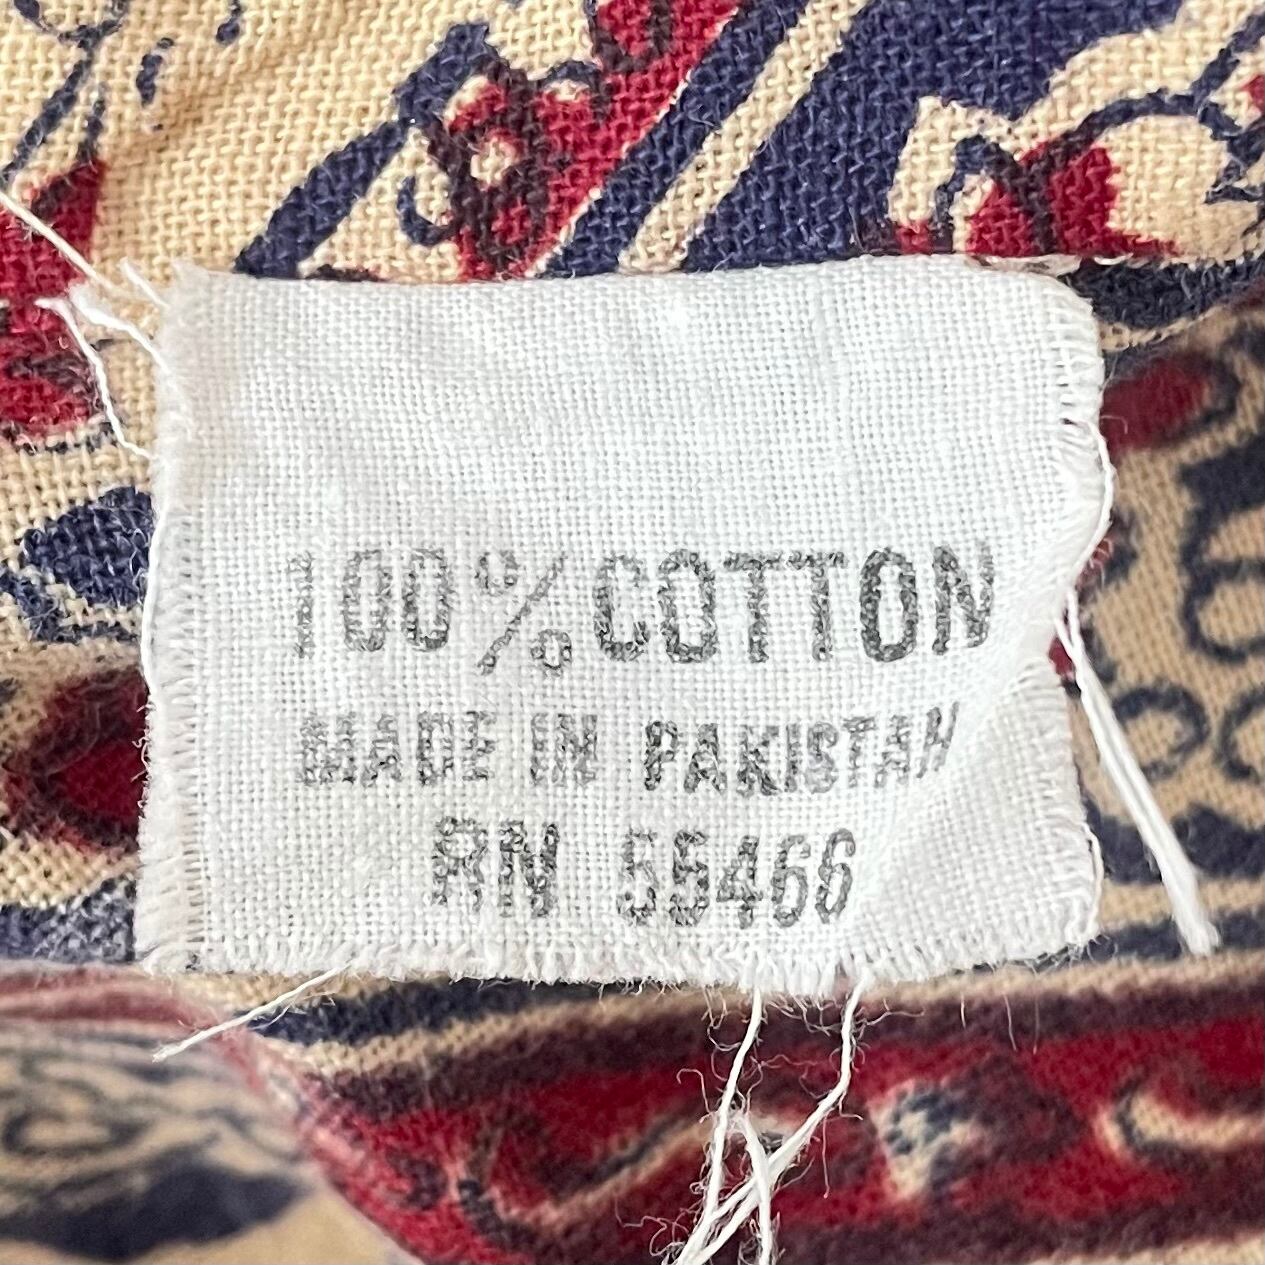 100% COTTON
MADE IN PAKISTAN
RN 55466